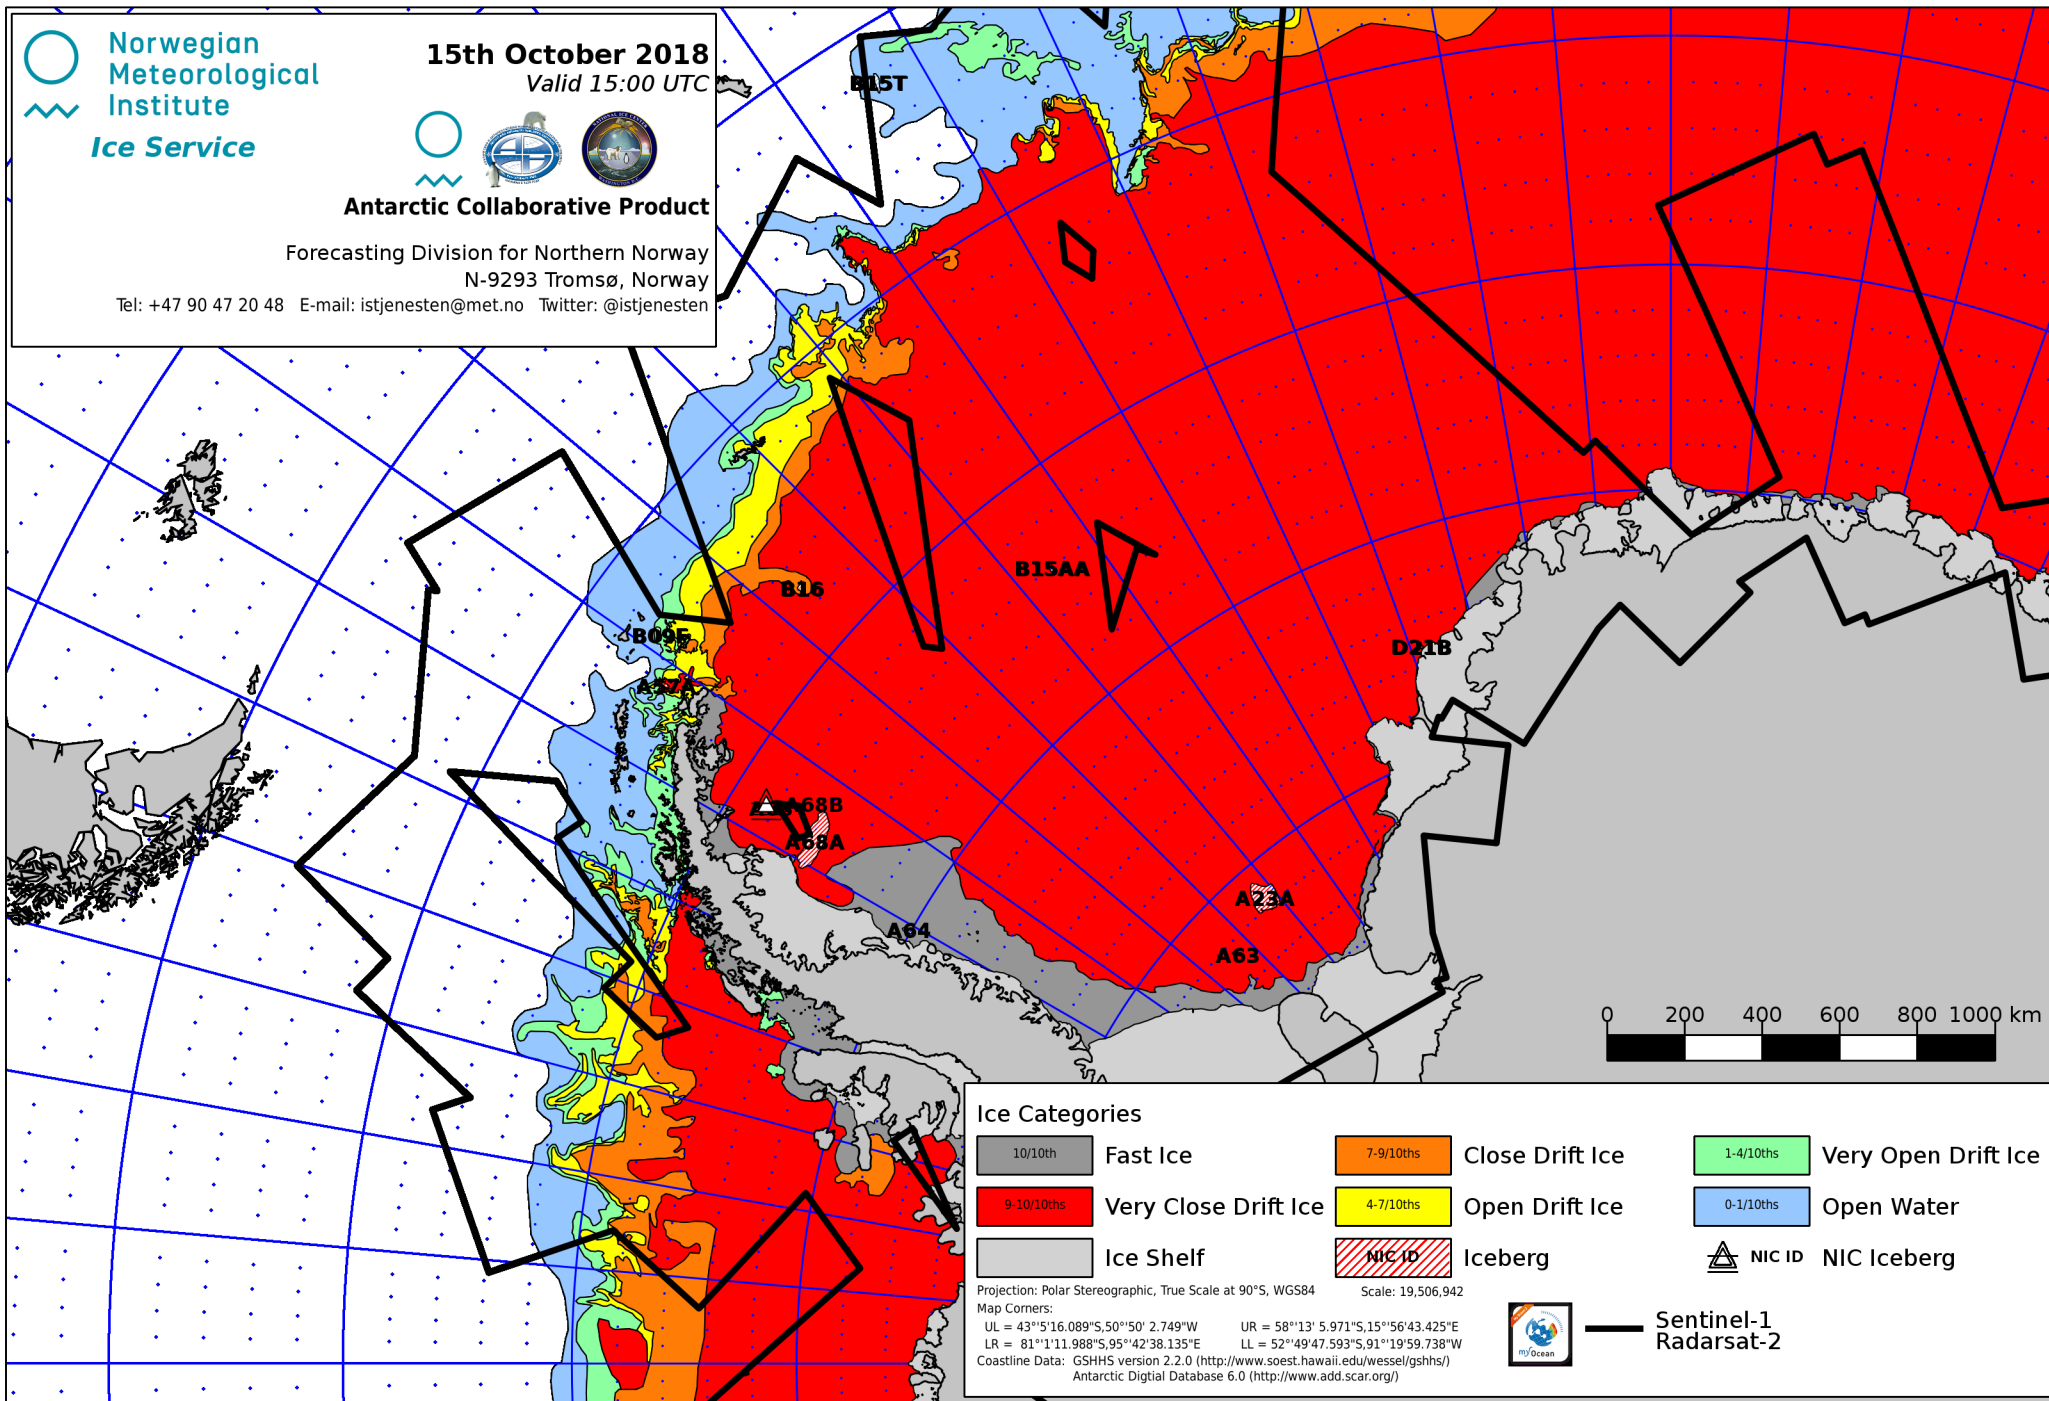 Norwegian
Meteorological
Institute
Ice Service
15th October 2018
Valid 15:00 UTC
Antarctic Collaborative Product
Forecasting Division for Northern Norway
N-9293 Tromsø, Norway
Tel: +47 90 47 20 48 E-mail: istjenesten@met.no Twitter: @istjenesten
B15T
B15AA
B16
B09F
A57A
D21B
A68B
A68A
A23A
A64
A63
0 200 400 600 800 1000 km
Ice Categories
10/10th Fast Ice
7-9/10ths Close Drift Ice
1-4/10ths Very Open Drift Ice
9-10/10ths Very Close Drift Ice
4-7/10ths Open Drift Ice
0-1/10ths Open Water
Ice Shelf
NIC ID Iceberg
NIC ID NIC Iceberg
Projection: Polar Stereographic, True Scale at 90°S, WGS84 Scale: 19,506,942
Map Corners:
UL = 43°'5'16.089"S,50°'50' 2.749"W UR = 58°'13' 5.971"S,15°'56'43.425"E
LR = 81°'1'11.988"S,95°'42'38.135"E LL = 52°'49'47.593"S,91°'19'59.738"W
Coastline Data: GSHHS version 2.2.0 (http://www.soest.hawaii.edu/wessel/gshhs/)
Antarctic Digtial Database 6.0 (http://www.add.scar.org/)
myOcean
Sentinel-1
Radarsat-2